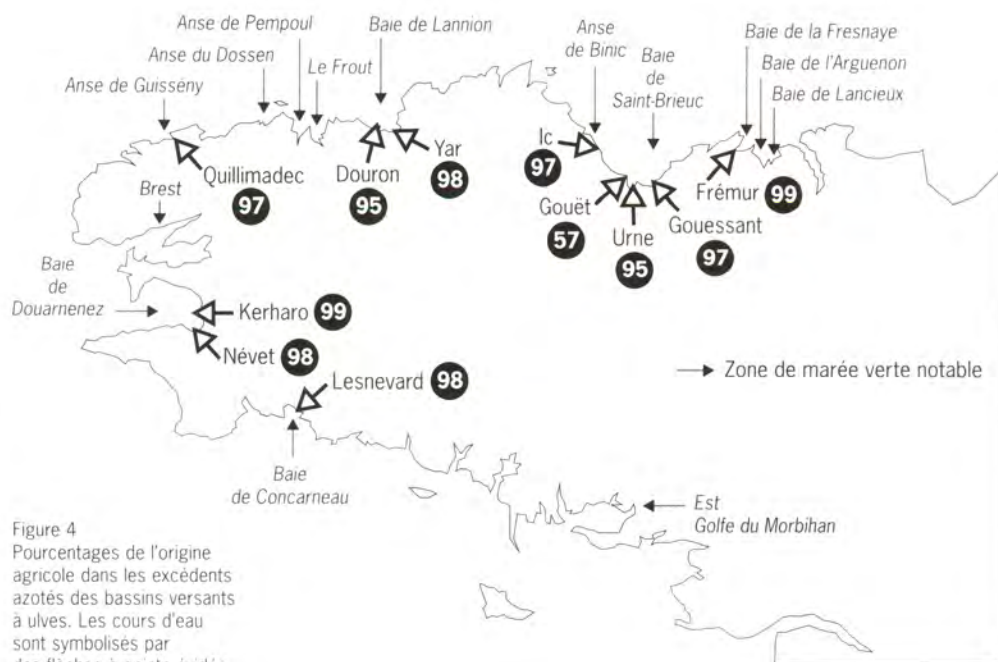 Anse de Pempoul
Baie de Lannion
Anse du Dossen
Le Frout
Anse de Guissény
Anse
de Binic
Baie
de
Saint-Brieuc
Baie de la Fresnaye
Baie de l'Arguenon
Baie de Lancieux
Quillimadec
97
Douron
95
Yar
98
Ic
97
Gouët
57
Urne
95
Gouessant
97
Frémur 99
Brest
Baie
de
Douarnenez
Kerharo 99
Névet 98
Lesnevard 98
Zone de marée verte notable
Baie
de Concarneau
Est
Golfe du Morbihan
Figure 4
Pourcentages de l'origine
agricole dans les excédents
azotés des bassins versants
à ulves. Les cours d'eau
sont symbolisés par